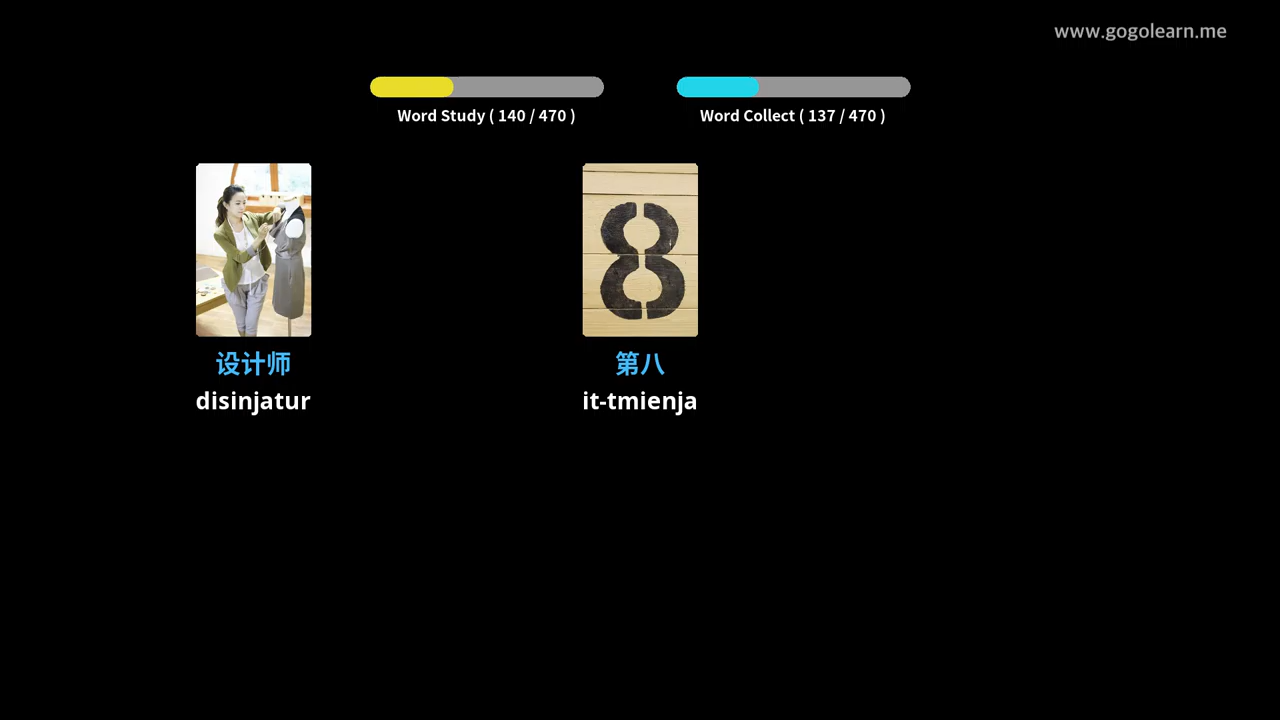 www.gogolearn.me
Word Study ( 140 / 470 )
Word Collect ( 137 / 470 )
8
设计师
第八
disinjatur
it-tmienja